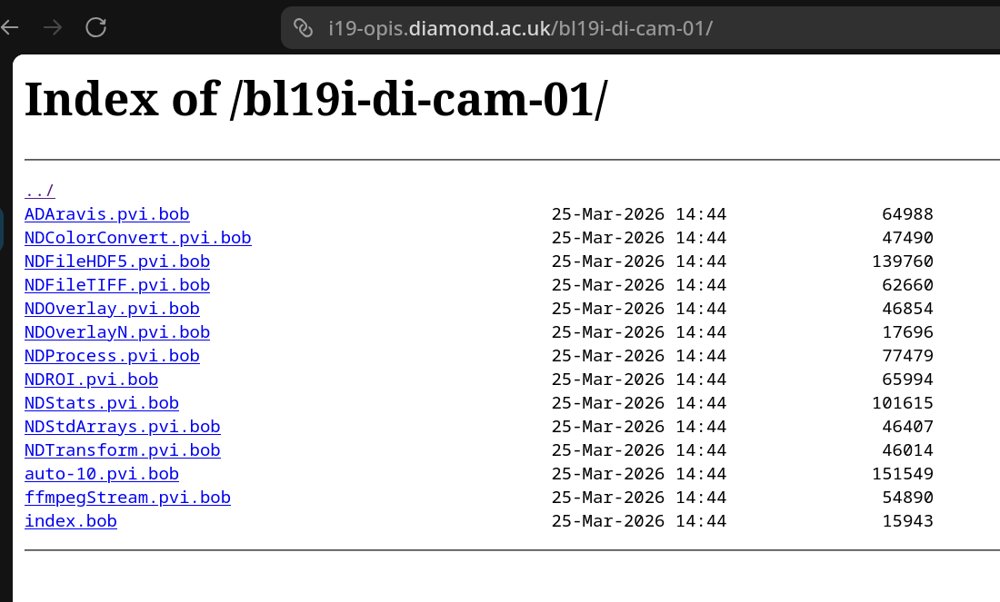 i19-opis.diamond.ac.uk/bl19i-di-cam-01/
Index of /bl19i-di-cam-01/
../
ADAravis.pvi.bob 25-Mar-2026 14:44 64988
NDColorConvert.pvi.bob 25-Mar-2026 14:44 47490
NDFileHDF5.pvi.bob 25-Mar-2026 14:44 139760
NDFileTIFF.pvi.bob 25-Mar-2026 14:44 62660
NDOverlay.pvi.bob 25-Mar-2026 14:44 46854
NDOverlayN.pvi.bob 25-Mar-2026 14:44 17696
NDProcess.pvi.bob 25-Mar-2026 14:44 77479
NDROI.pvi.bob 25-Mar-2026 14:44 65994
NDStats.pvi.bob 25-Mar-2026 14:44 101615
NDStdArrays.pvi.bob 25-Mar-2026 14:44 46407
NDTransform.pvi.bob 25-Mar-2026 14:44 46014
auto-10.pvi.bob 25-Mar-2026 14:44 151549
ffmpegStream.pvi.bob 25-Mar-2026 14:44 54890
index.bob 25-Mar-2026 14:44 15943